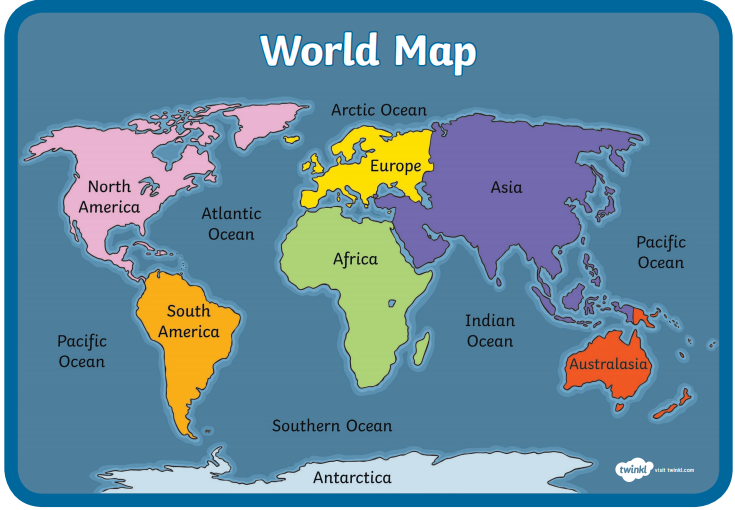 World Map
Arctic Ocean
Europe
North
America
Asia
Atlantic
Ocean
Pacific
Ocean
Africa
South
America
Indian
Ocean
Pacific
Ocean
Australasia
Southern Ocean
Antarctica
twinkl
visit twinkl.com